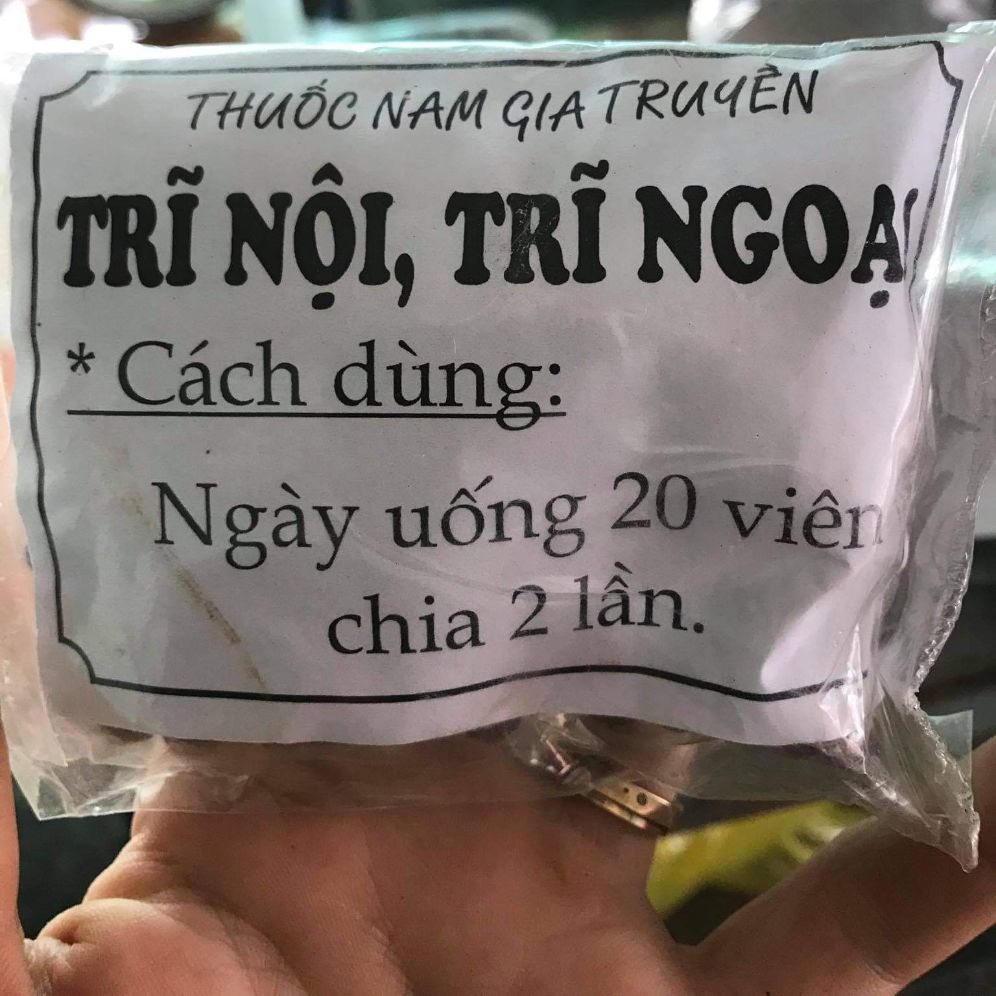 THUỐC NAM GIA TRUYỀN
TRĨ NỘI, TRĨ NGOẠI
* Cách dùng:
Ngày uống 20 viên
chia 2 lần.